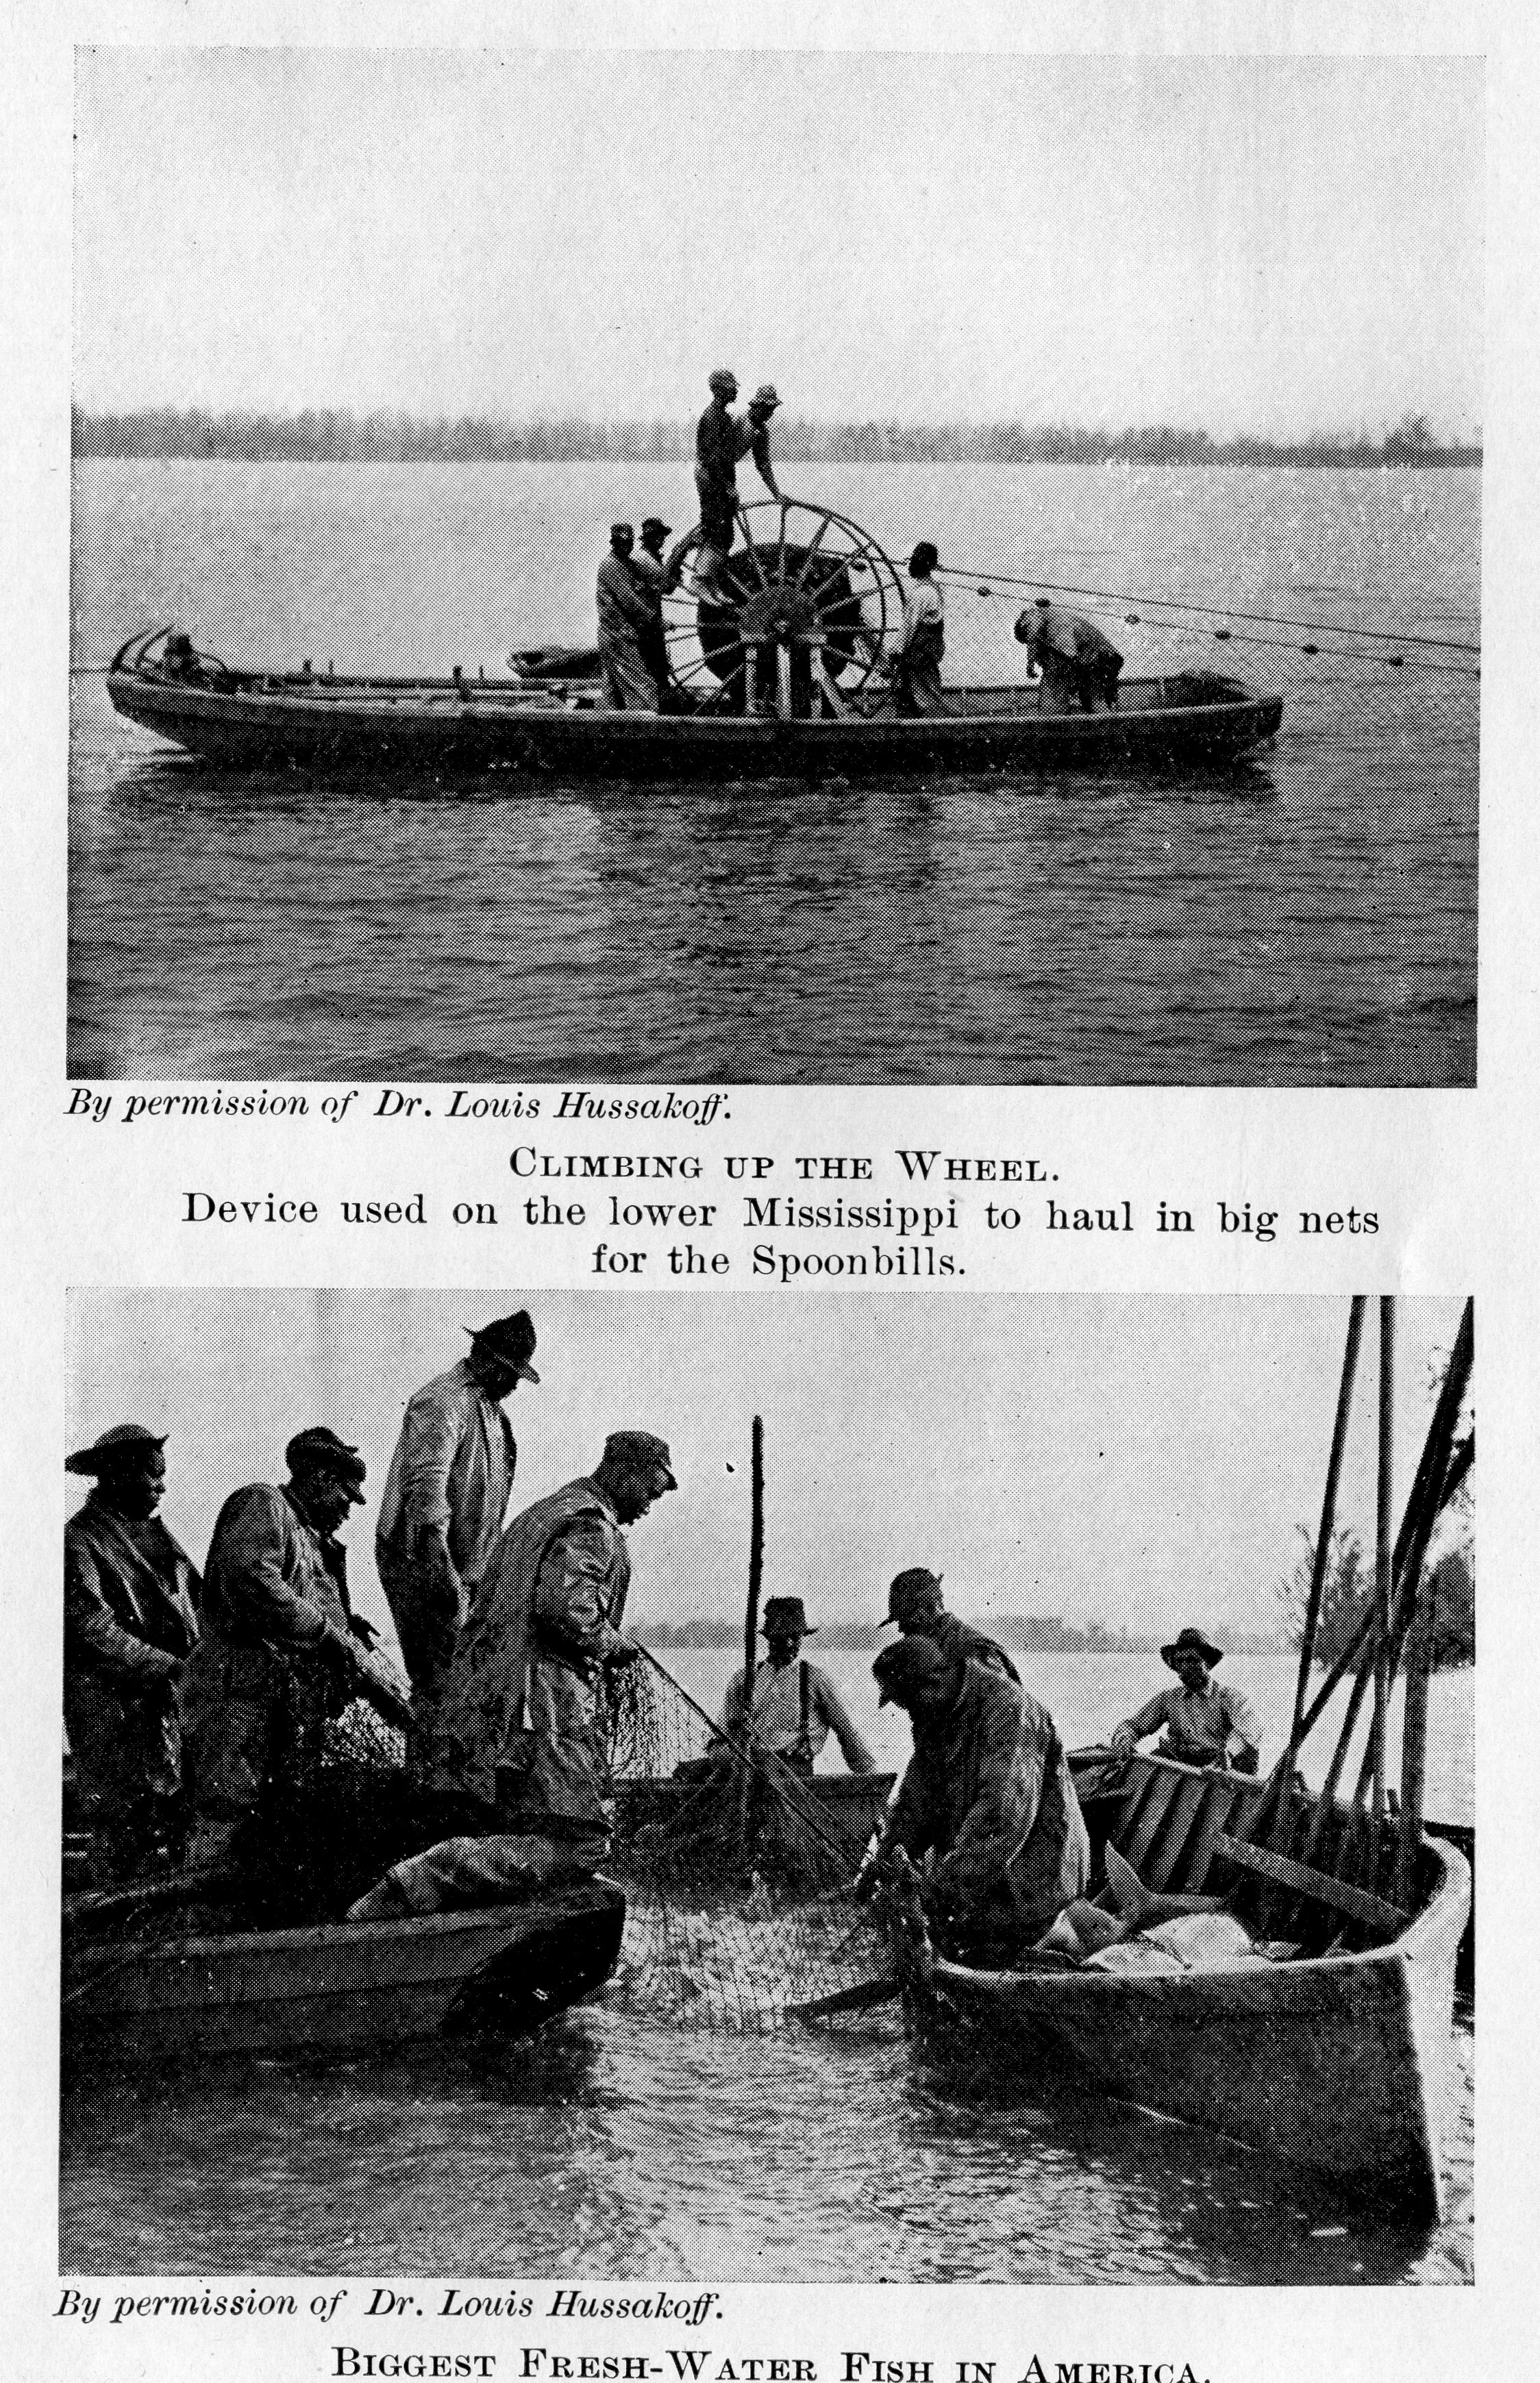 By permission of Dr. Louis Hussakoff.
Climbing up the Wheel.
Device used on the lower Mississippi to haul in big nets
for the Spoonbills.
By permission of Dr. Louis Hussakoff.
Biggest Fresh-Water Fish in America.